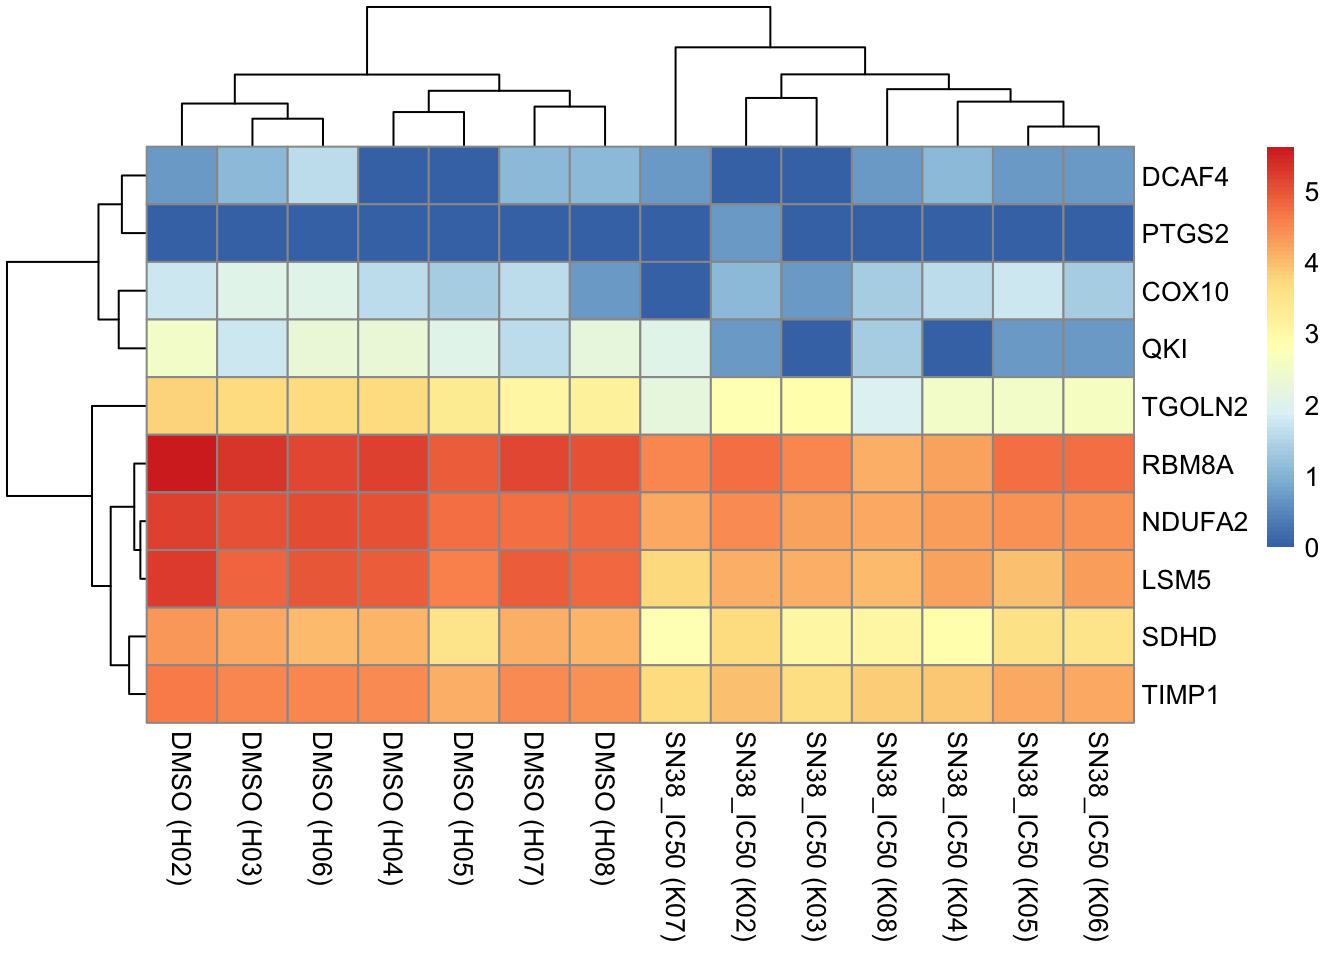 DCAF4
PTGS2
COX10
QKI
TGOLN2
RBM8A
NDUFA2
LSM5
SDHD
TIMP1
5
4
3
2
1
0
DMSO (H02)
DMSO (H03)
DMSO (H06)
DMSO (H04)
DMSO (H05)
DMSO (H07)
DMSO (H08)
SN38_IC50 (K07)
SN38_IC50 (K02)
SN38_IC50 (K03)
SN38_IC50 (K08)
SN38_IC50 (K04)
SN38_IC50 (K05)
SN38_IC50 (K06)